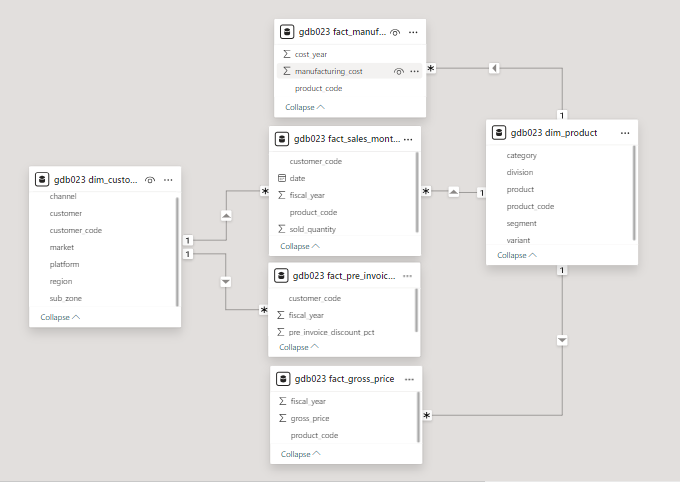 gdb023 fact_manuf...
cost_year
manufacturing_cost
product_code
Collapse
*
1
gdb023 fact_sales_mont...
customer_code
date
fiscal_year
product_code
sold_quantity
Collapse
*
*
1
gdb023 dim_product
category
division
product
product_code
segment
variant
Collapse
1
gdb023 dim_custo...
channel
customer
customer_code
market
platform
region
sub_zone
Collapse
1
1
gdb023 fact_pre_invoic...
customer_code
fiscal_year
pre_invoice_discount_pct
Collapse
*
gdb023 fact_gross_price
fiscal_year
gross_price
product_code
Collapse
*